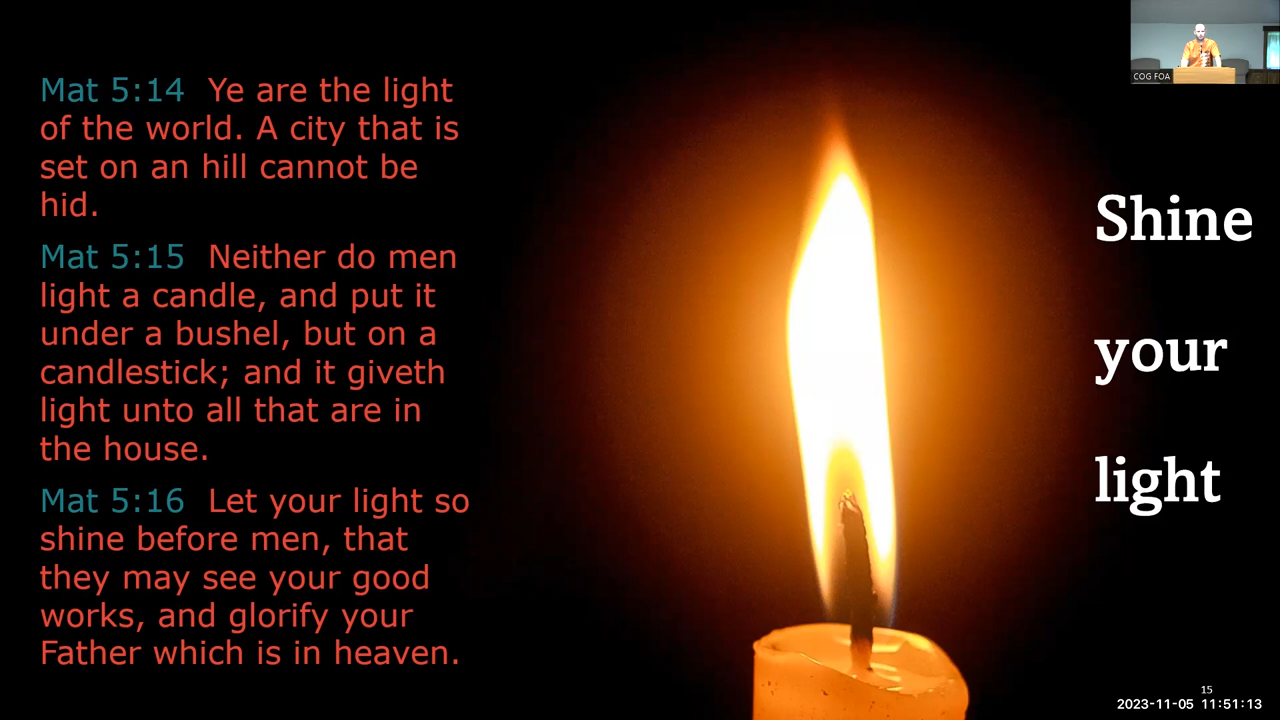 Mat 5:14 Ye are the light
of the world. A city that is
set on an hill cannot be
hid.
Mat 5:15 Neither do men
light a candle, and put it
under a bushel, but on a
candlestick; and it giveth
light unto all that are in
the house.
Mat 5:16 Let your light so
shine before men, that
they may see your good
works, and glorify your
Father which is in heaven.
COG FOA
Shine
your
light
15
2023-11-05 11:51:13